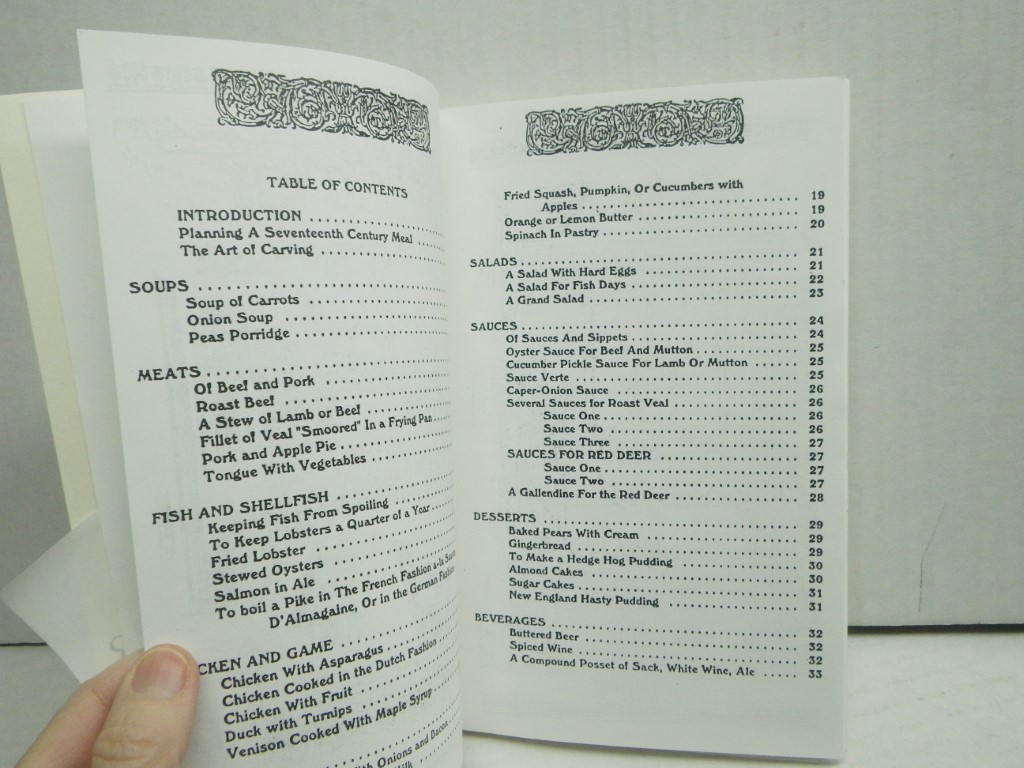 TABLE OF CONTENTS
INTRODUCTION
Planning A Seventeenth Century Meal
The Art of Carving
SOUPS
Soup of Carrots
Onion Soup
Peas Porridge
MEATS
Of Beef and Pork
Roast Beef
A Stew of Lamb or Beef
Fillet of Veal "Smoored" In a Frying Pan
Pork and Apple Pie
Tongue With Vegetables
FISH AND SHELLFISH
Keeping Fish From Spoiling
To Keep Lobsters a Quarter of a Year
Fried Lobster
Stewed Oysters
Salmon in Ale
To boil a Pike in The French Fashion a-la
D'Almagaine, Or in the German Fashion
CKEN AND GAME
Chicken With Asparagus
Chicken Cooked in the Dutch Fashion
Chicken With Fruit
Duck with Turnips
Venison Cooked With Maple Syrup
ith Onions and Bacon
Fried Squash, Pumpkin, Or Cucumbers with
Apples 19
Orange or Lemon Butter 19
Spinach In Pastry 20
SALADS 21
A Salad With Hard Eggs 21
A Salad For Fish Days 22
A Grand Salad 23
SAUCES 24
Of Sauces And Sippets 24
Oyster Sauce For Beef And Mutton 25
Cucumber Pickle Sauce For Lamb Or Mutton 25
Sauce Verte 25
Caper-Onion Sauce 26
Several Sauces for Roast Veal 26
Sauce One 26
Sauce Two 26
Sauce Three 27
SAUCES FOR RED DEER 27
Sauce One 27
Sauce Two 27
A Gallendine For the Red Deer 28
DESSERTS 29
Baked Pears With Cream 29
Gingerbread 29
To Make a Hedge Hog Pudding 30
Almond Cakes 30
Sugar Cakes 31
New England Hasty Pudding 31
BEVERAGES 32
Buttered Beer 32
Spiced Wine 32
A Compound Posset of Sack, White Wine, Ale 33